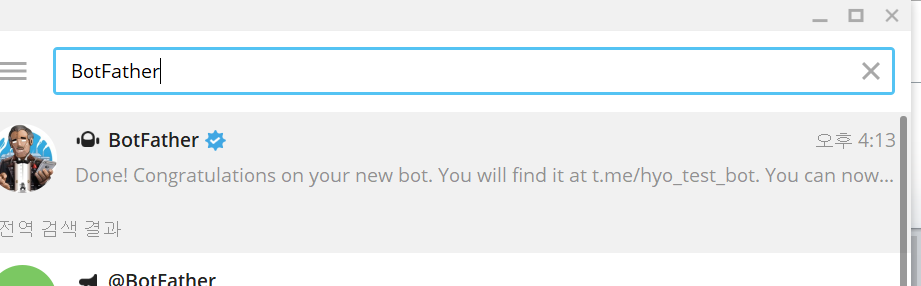 BotFather
BotFather 오후 4:13
Done! Congratulations on your new bot. You will find it at t.me/hyo_test_bot. You can now...
전역 검색 결과
@BotFather